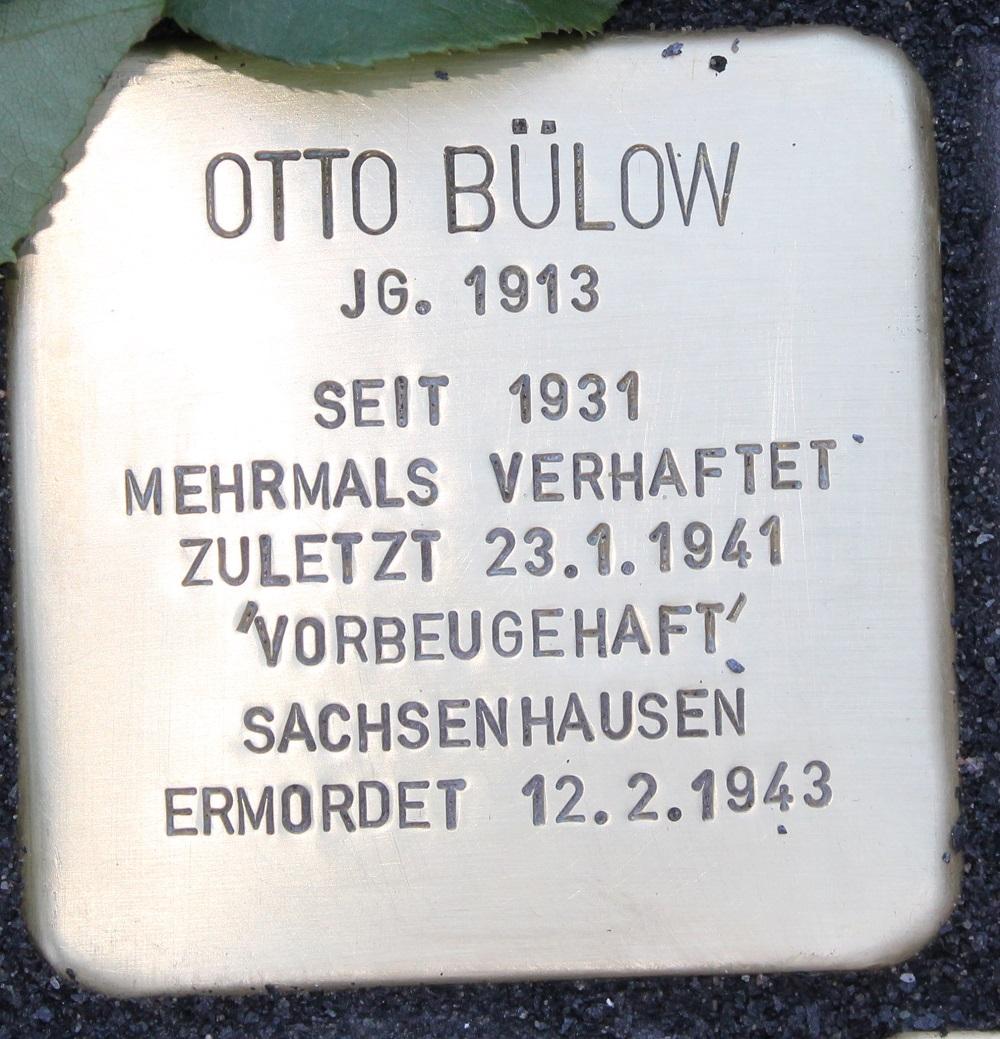 OTTO BÜLOW
JG. 1913
SEIT 1931
MEHRMALS VERHAFTET
ZULETZT 23.1.1941
'VORBEUGEHAFT'
SACHSENHAUSEN
ERMORDET 12.2.1943